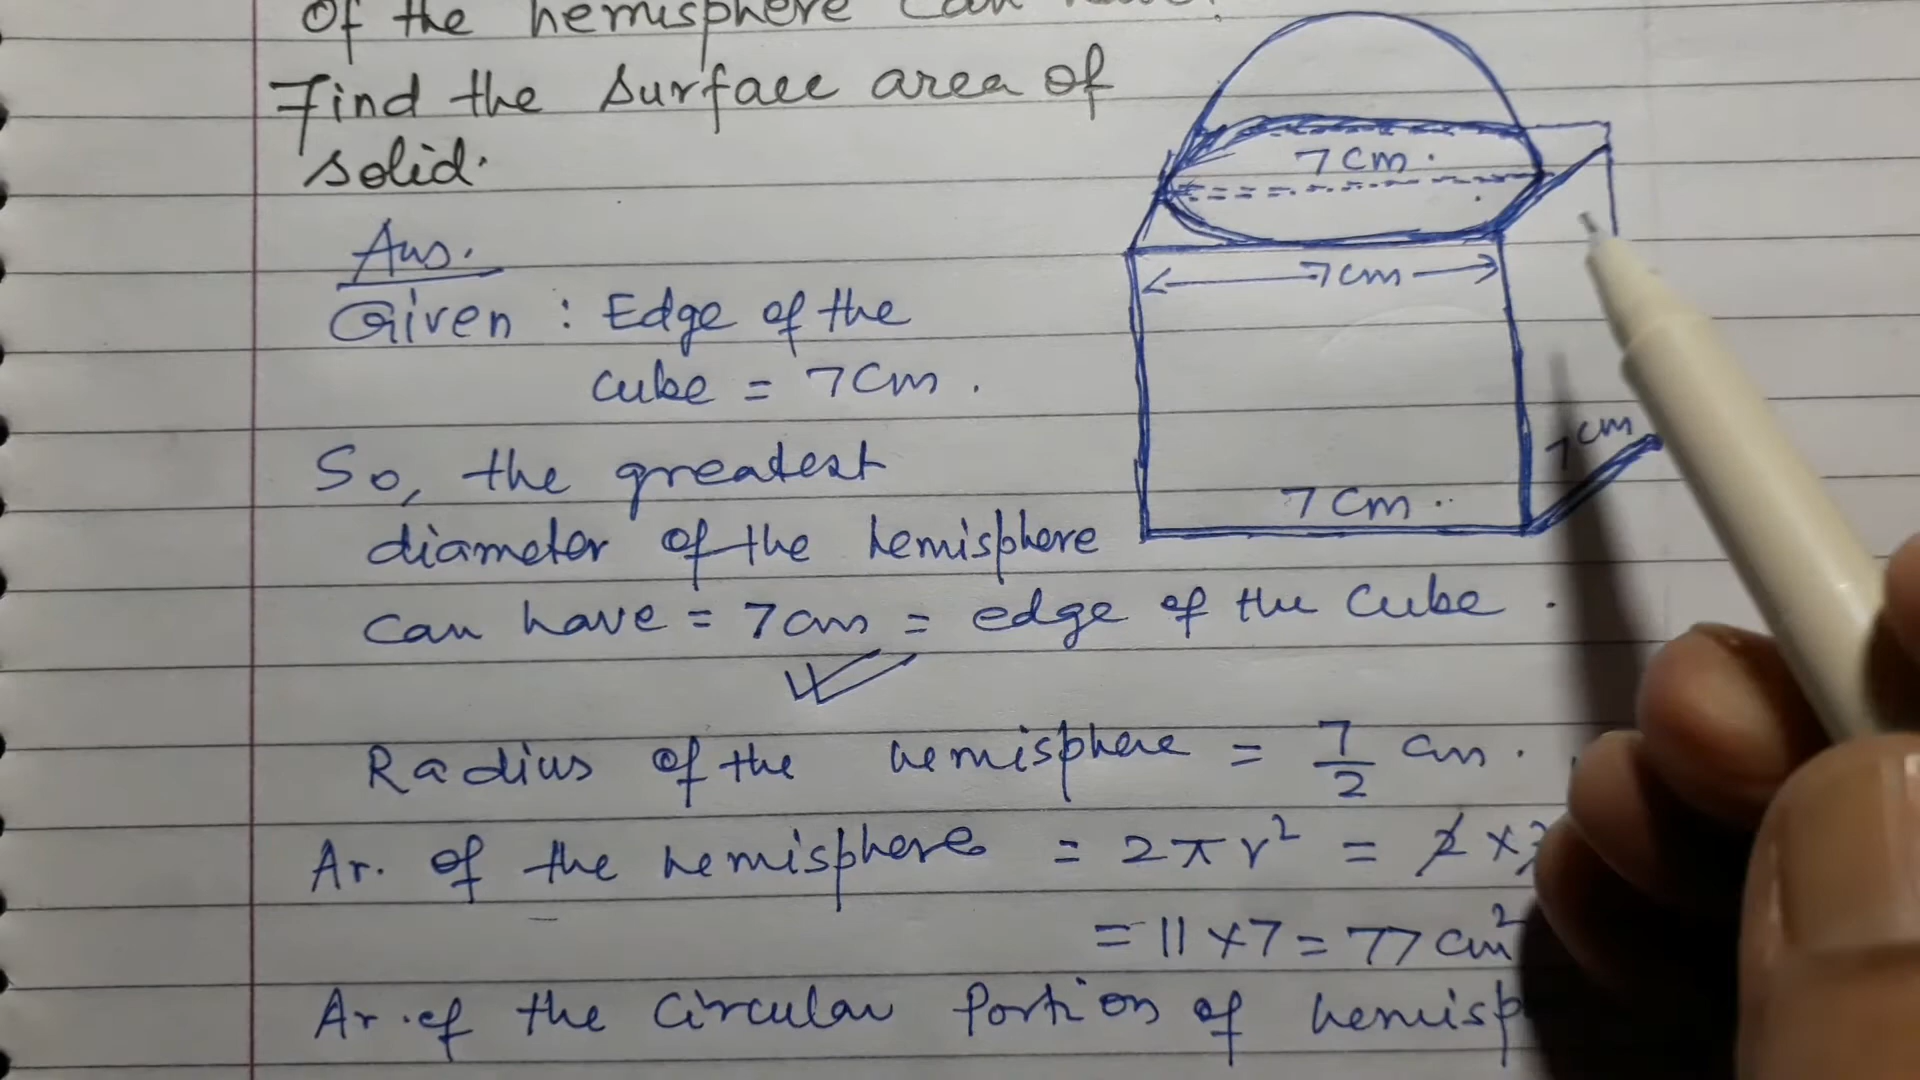 of the hemisphere can have.
Find the surface area of
solid.
Ans.
Given : Edge of the
cube = 7cm .
So, the greatest
diameter of the hemisphere
can have = 7cm = edge of the cube .
Radius of the hemisphere = 7/2 cm .
Ar. of the hemisphere = 2πr² = 2 ×
= 11 × 7 = 77 cm²
Ar. of the circular portion of hemisp
7cm .
7cm
7cm
7cm .